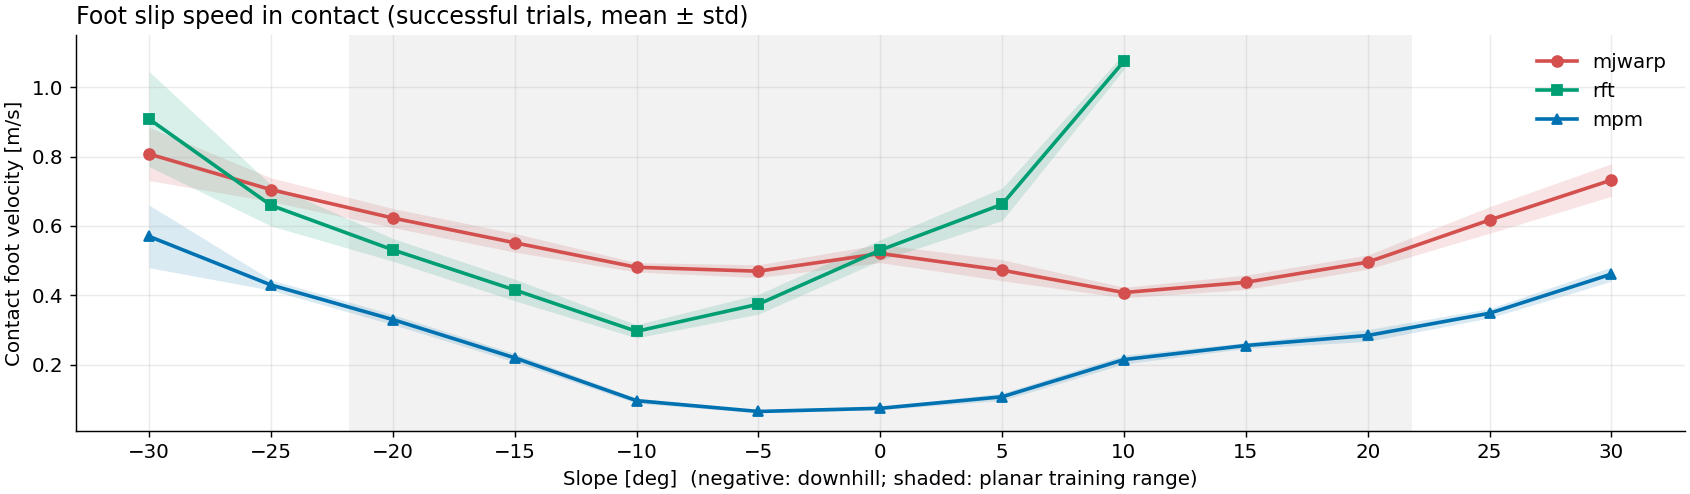 Foot slip speed in contact (successful trials, mean ± std)
mjwarp
rft
mpm
Contact foot velocity [m/s]
1.0
0.8
0.6
0.4
0.2
−30 −25 −20 −15 −10 −5 0 5 10 15 20 25 30
Slope [deg]  (negative: downhill; shaded: planar training range)